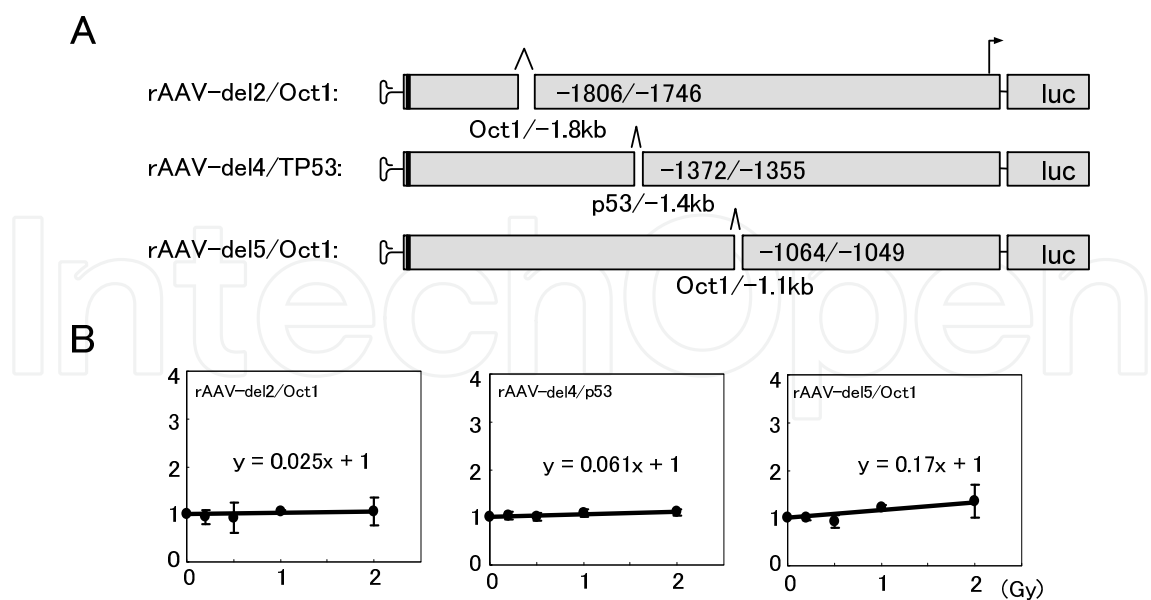 A
rAAV-del2/Oct1:
-1806/-1746
luc
Oct1/-1.8kb
rAAV-del4/TP53:
-1372/-1355
luc
p53/-1.4kb
rAAV-del5/Oct1:
-1064/-1049
luc
Oct1/-1.1kb
IntechOpen
B
4
3
2
1
0
rAAV-del2/Oct1
y = 0.025x + 1
0 1 2
4
3
2
1
0
rAAV-del4/p53
y = 0.061x + 1
0 1 2
4
3
2
1
0
rAAV-del5/Oct1
y = 0.17x + 1
0 1 2 (Gy)